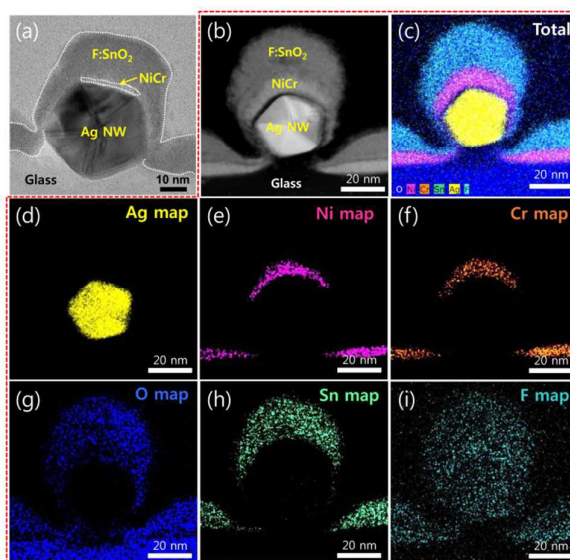 (a)
F:SnO₂
NiCr
Ag NW
Glass
10 nm
(b)
F:SnO₂
NiCr
Ag NW
Glass
20 nm
(c)
Total
O Ni Cr Sn Ag F
20 nm
(d)
Ag map
20 nm
(e)
Ni map
20 nm
(f)
Cr map
20 nm
(g)
O map
20 nm
(h)
Sn map
20 nm
(i)
F map
20 nm